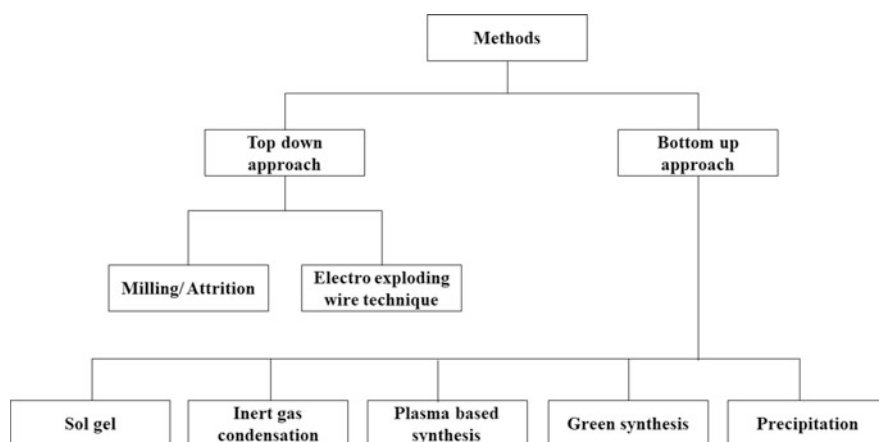 Methods
Top down
approach
Bottom up
approach
Milling/ Attrition
Electro exploding
wire technique
Sol gel
Inert gas
condensation
Plasma based
synthesis
Green synthesis
Precipitation